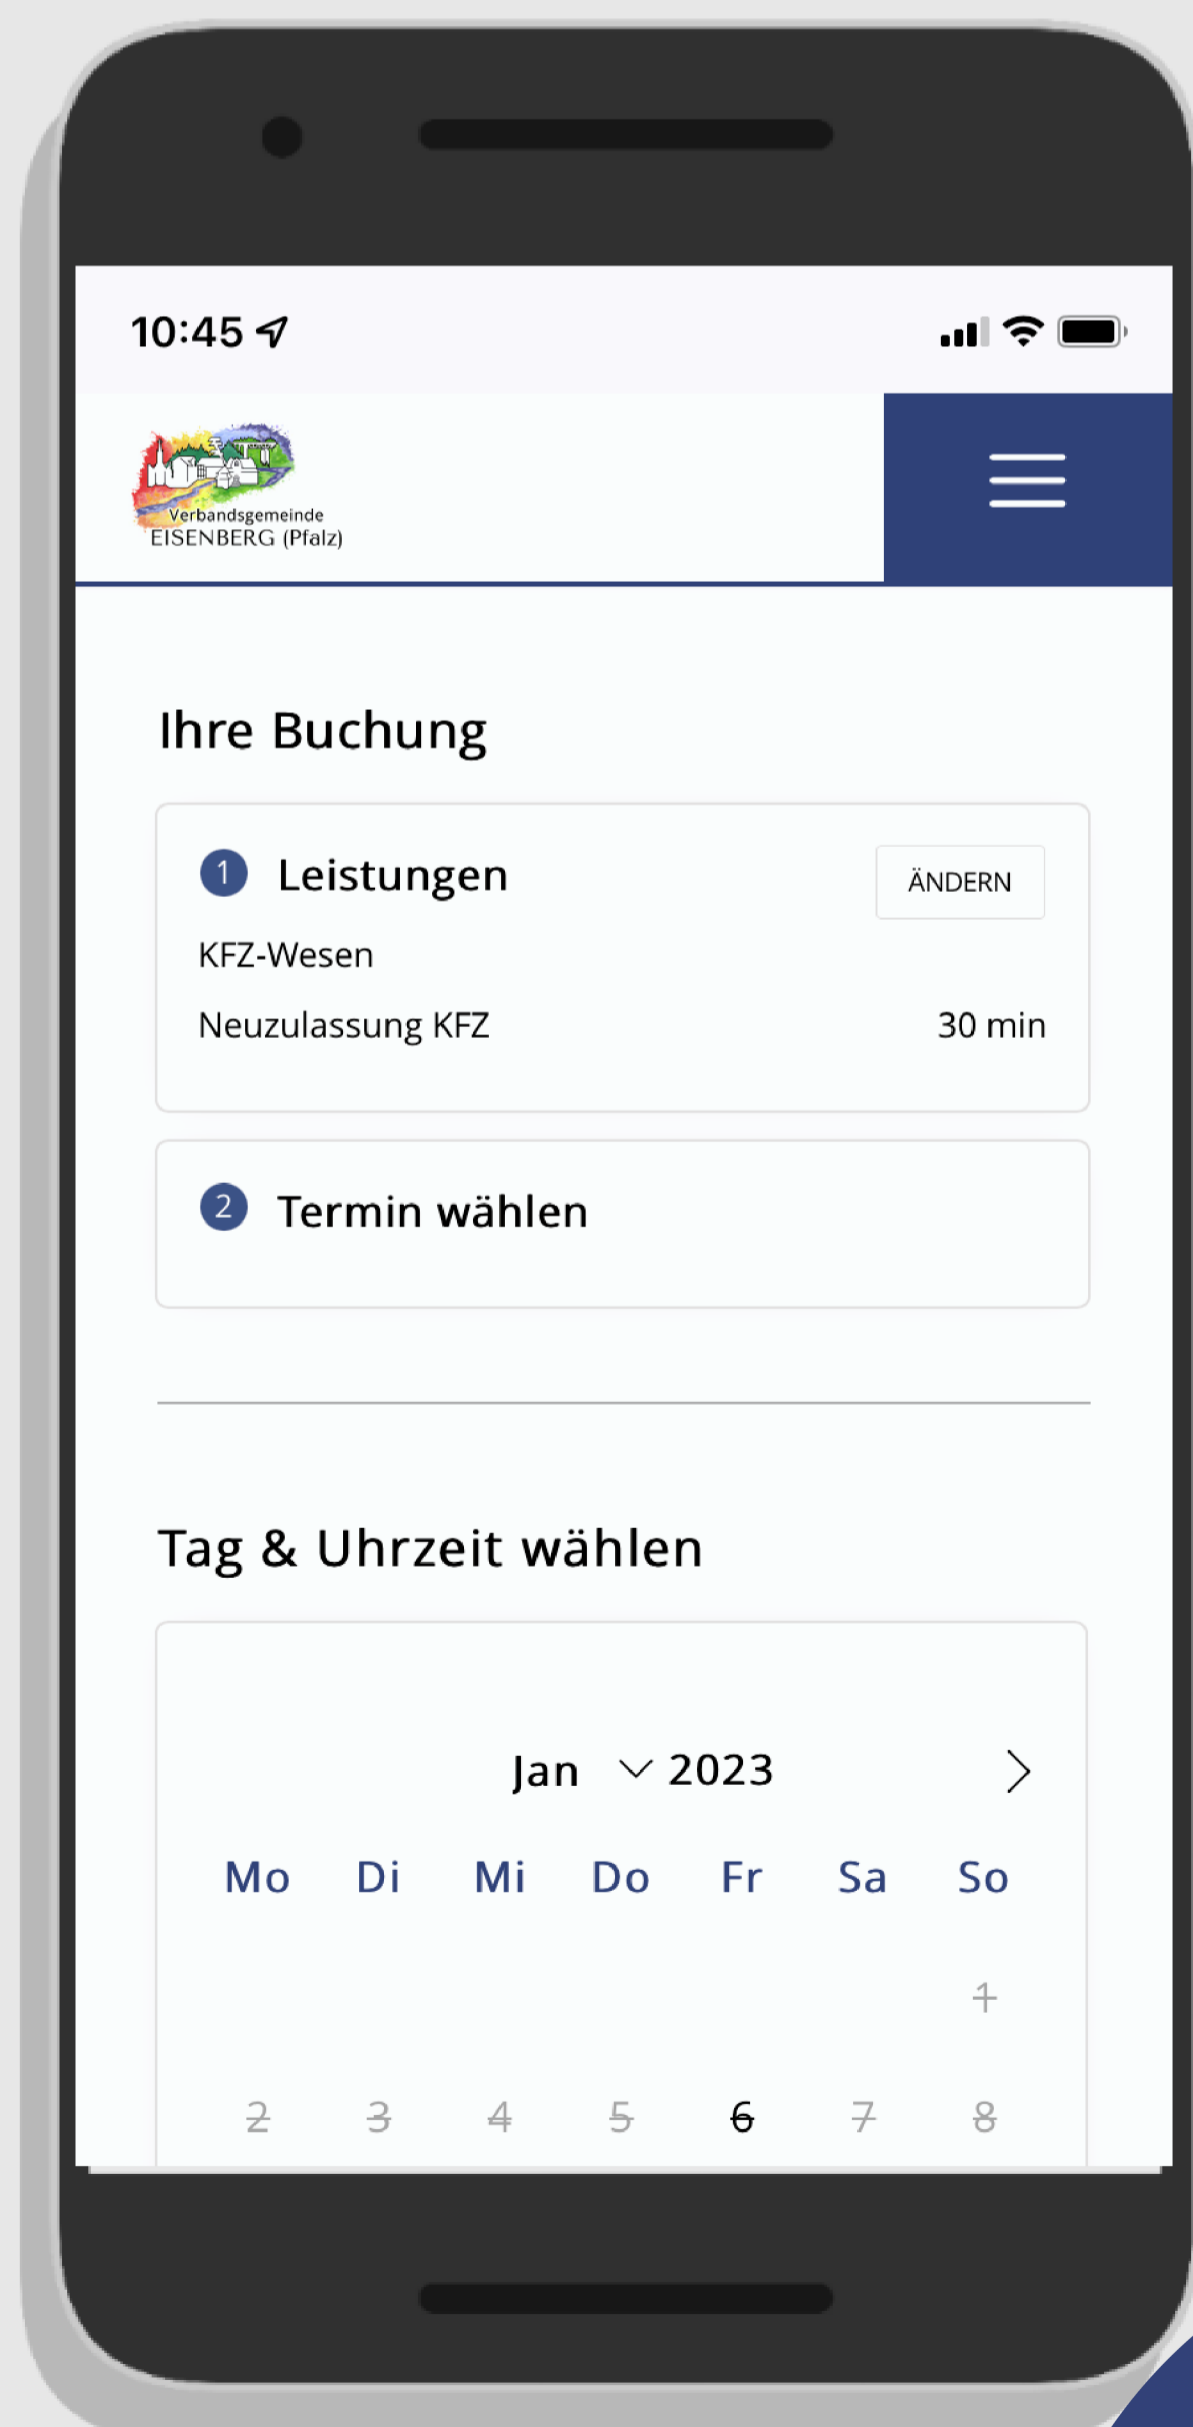 10:45
Verbandsgemeinde
EISENBERG (Pfalz)
Ihre Buchung
1 Leistungen ÄNDERN
KFZ-Wesen
Neuzulassung KFZ 30 min
2 Termin wählen
Tag & Uhrzeit wählen
Jan 2023
Mo Di Mi Do Fr Sa So
1
2 3 4 5 6 7 8